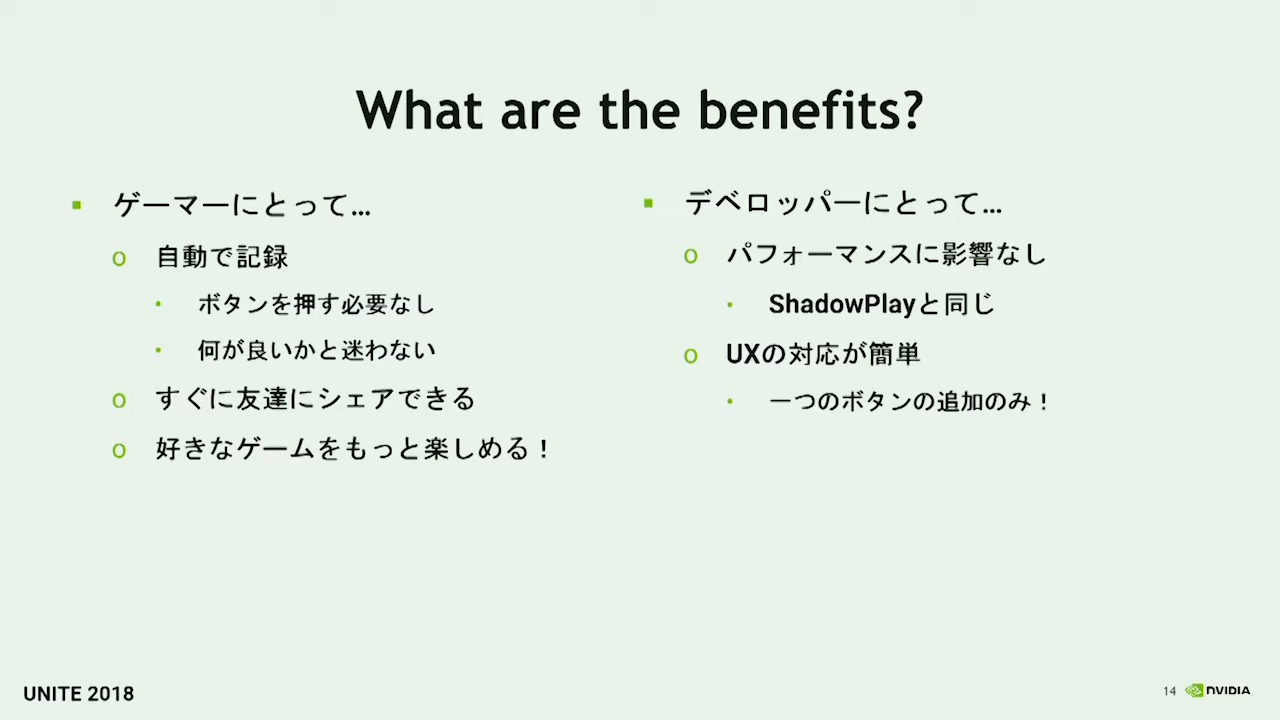 What are the benefits?
ゲーマーにとって…
自動で記録
ボタンを押す必要なし
何が良いかと迷わない
すぐに友達にシェアできる
好きなゲームをもっと楽しめる！
デベロッパーにとって…
パフォーマンスに影響なし
ShadowPlayと同じ
UXの対応が簡単
一つのボタンの追加のみ！
UNITE 2018
14
NVIDIA